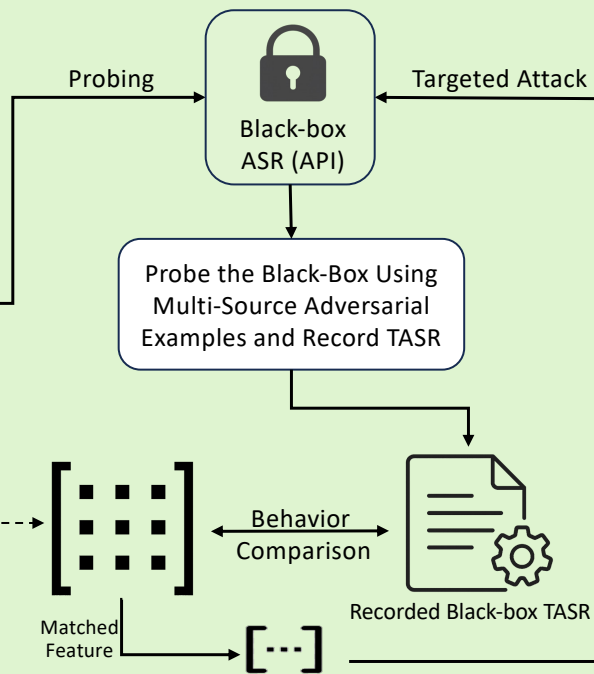 Probing
Targeted Attack
Black-box
ASR (API)
Probe the Black-Box Using
Multi-Source Adversarial
Examples and Record TASR
Behavior
Comparison
Recorded Black-box TASR
Matched
Feature